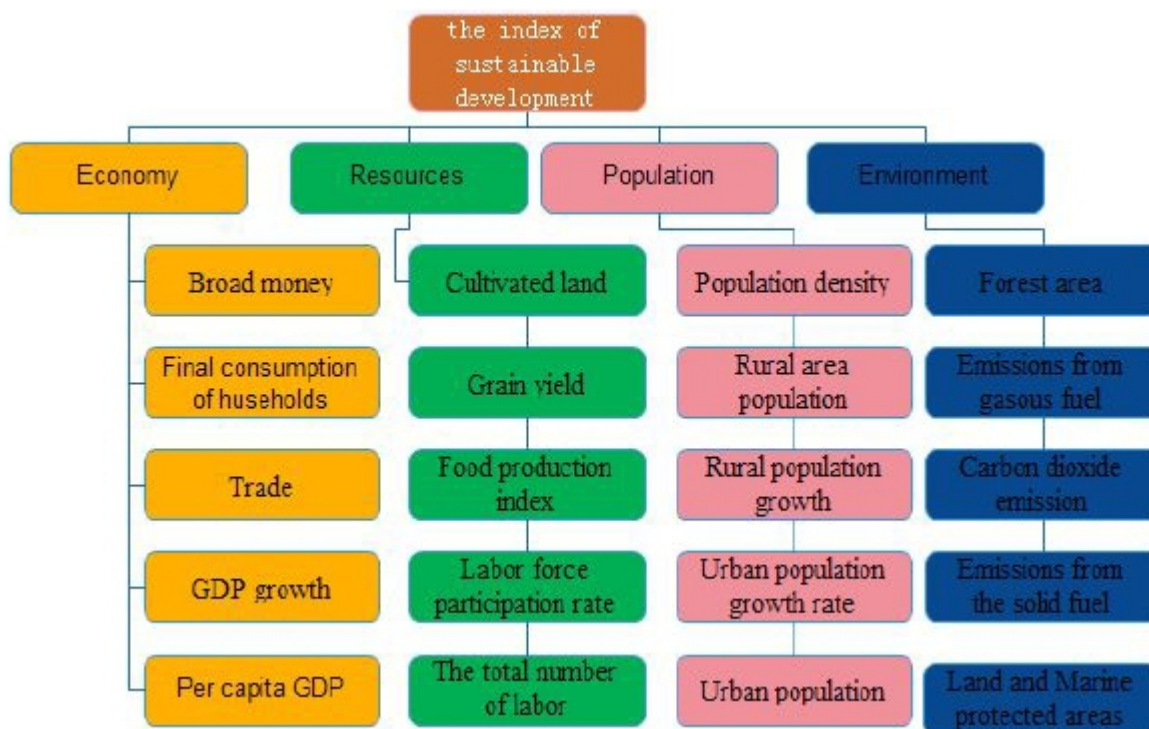 the index of
sustainable
development
Economy
Resources
Population
Environment
Broad money
Cultivated land
Population density
Forest area
Final consumption
of huseholds
Grain yield
Rural area
population
Emissions from
gasous fuel
Trade
Food production
index
Rural population
growth
Carbon dioxide
emission
GDP growth
Labor force
participation rate
Urban population
growth rate
Emissions from
the solid fuel
Per capita GDP
The total number
of labor
Urban population
Land and Marine
protected areas